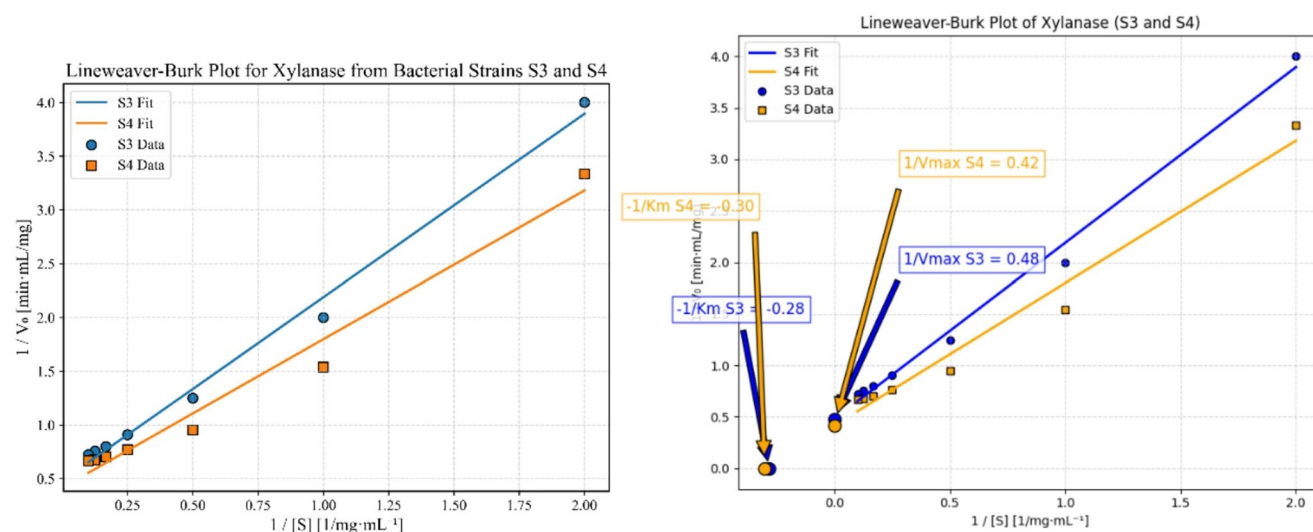 Lineweaver-Burk Plot for Xylanase from Bacterial Strains S3 and S4
S3 Fit
S4 Fit
S3 Data
S4 Data
4.0
3.5
3.0
2.5
2.0
1.5
1.0
0.5
1 / V₀ [min·mL/mg]
0.25 0.50 0.75 1.00 1.25 1.50 1.75 2.00
1 / [S] [1/mg·mL⁻¹]
Lineweaver-Burk Plot of Xylanase (S3 and S4)
S3 Fit
S4 Fit
S3 Data
S4 Data
4.0
3.5
3.0
1/Vmax S4 = 0.42
-1/Km S4 = -0.30
2.0
1/Vmax S3 = 0.48
-1/Km S3 = -0.28
1.0
0.5
0.0
V₀ [min·mL/mg]
0.0 0.5 1.0 1.5 2.0
1 / [S] [1/mg·mL⁻¹]